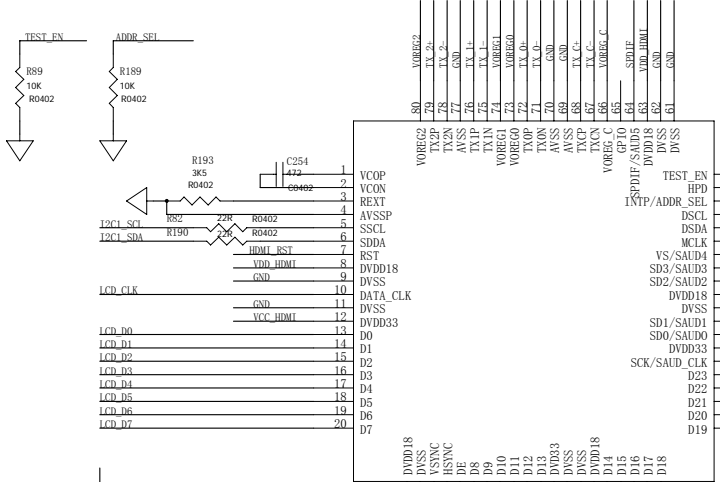 TEST_EN
ADDR_SEL
R89
10K
R0402
R189
10K
R0402
VOREG2
TX_2+
TX_2-
GND
TX_1+
TX_1-
VOREG1
VOREG0
TX_0+
TX_0-
GND
GND
TX_C+
TX_C-
VOREG_C
SPDIF
VDD_HDMI
GND
GND
80
79
78
77
76
75
74
73
72
71
70
69
68
67
66
65
64
63
62
61
VOREG2
TX2P
TX2N
AVSS
TX1P
TX1N
VOREG1
VOREG0
TX0P
TX0N
AVSS
AVSS
TXCP
TXCN
VOREG_C
GPIO
SPDIF/SAUD5
DVDD18
DVSS
DVSS
R193
3K5
R0402
C254
472
C0402
R82
22R
R0402
R190
22R
R0402
I2C1_SCL
I2C1_SDA
HDMI_RST
VDD_HDMI
GND
LCD_CLK
GND
VCC_HDMI
LCD_D0
LCD_D1
LCD_D2
LCD_D3
LCD_D4
LCD_D5
LCD_D6
LCD_D7
1 VCOP
2 VCON
3 REXT
4 AVSSP
5 SSCL
6 SDDA
7 RST
8 DVDD18
9 DVSS
10 DATA_CLK
11 DVSS
12 DVDD33
13 D0
14 D1
15 D2
16 D3
17 D4
18 D5
19 D6
20 D7
TEST_EN
HPD
INTP/ADDR_SEL
DSCL
DSDA
MCLK
VS/SAUD4
SD3/SAUD3
SD2/SAUD2
DVDD18
DVSS
SD1/SAUD1
SD0/SAUD0
DVDD33
SCK/SAUD_CLK
D23
D22
D21
D20
D19
DVDD18
DVSS
VSYNC
HSYNC
DE
D8
D9
D10
D11
D12
D13
DVD33
DVSS
DVSS
DVDD18
D14
D15
D16
D17
D18